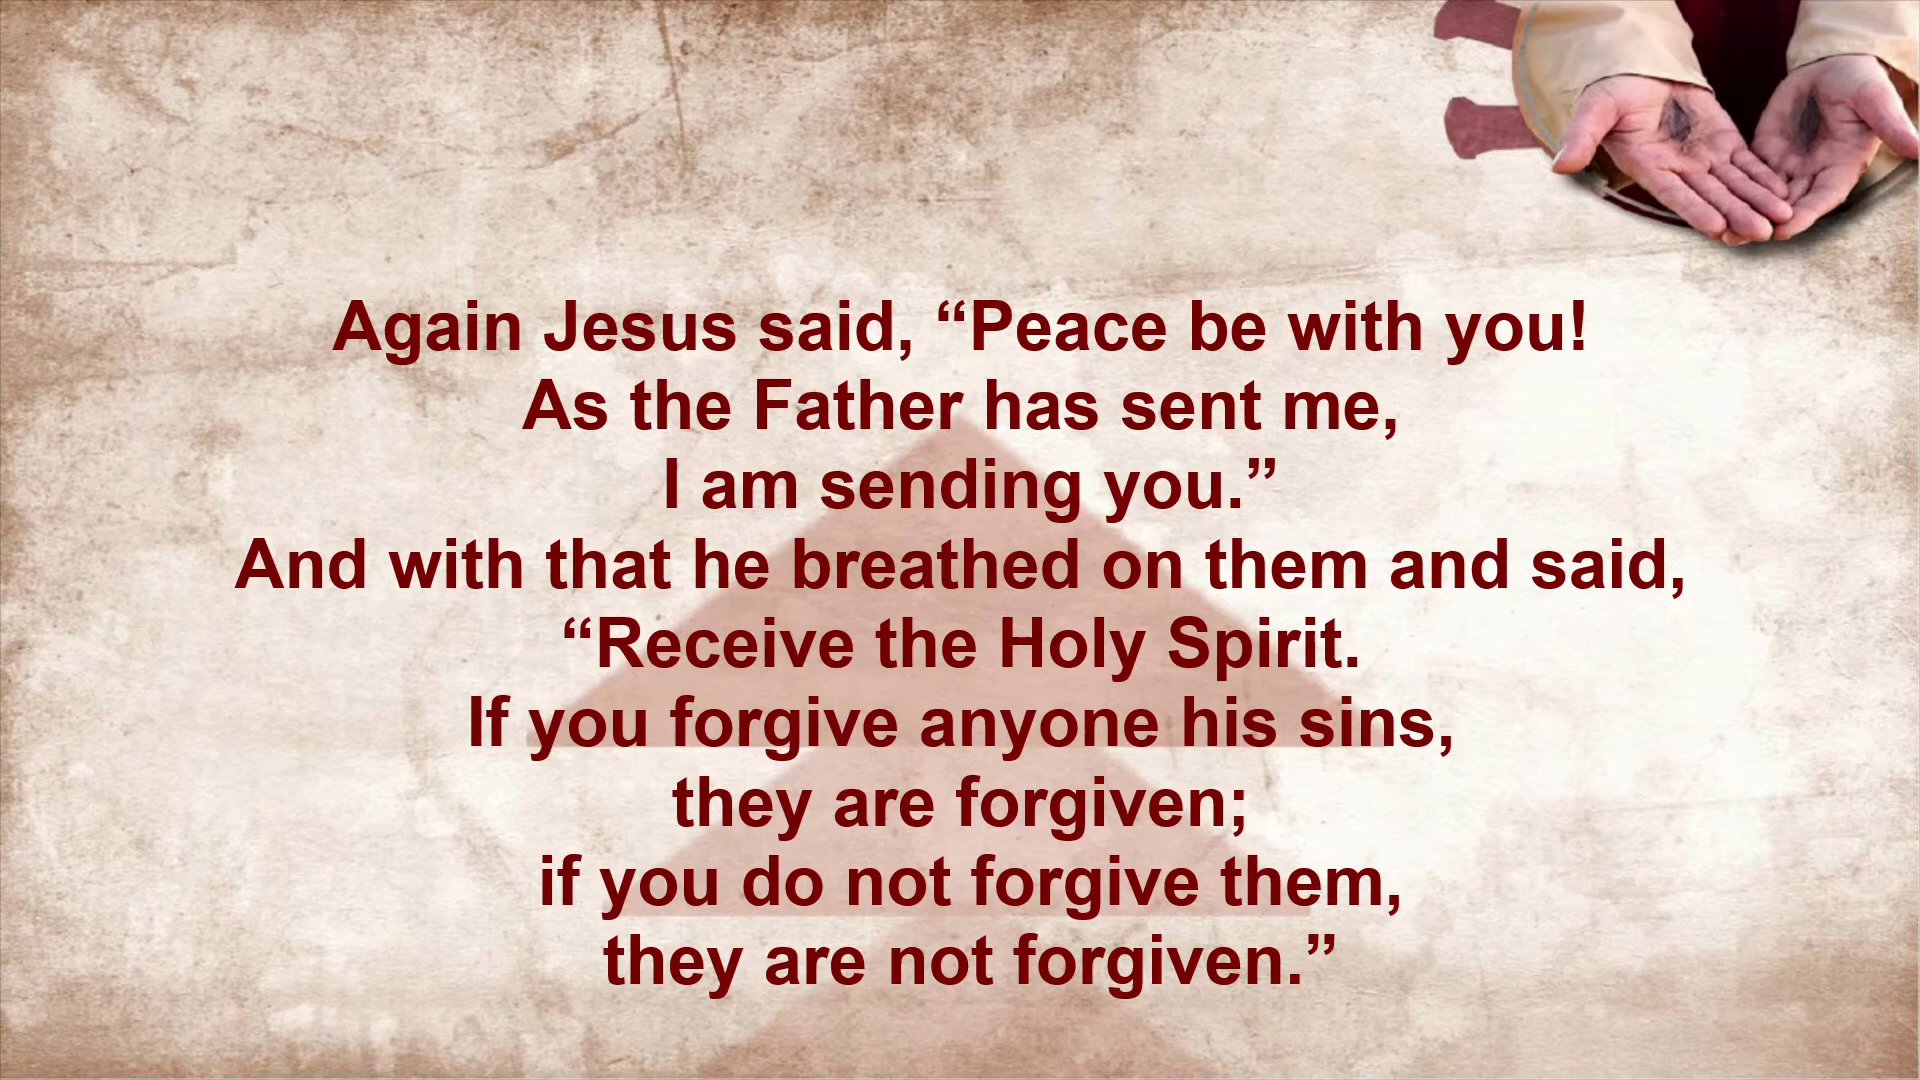 Again Jesus said, “Peace be with you!
As the Father has sent me,
I am sending you.”
And with that he breathed on them and said,
“Receive the Holy Spirit.
If you forgive anyone his sins,
they are forgiven;
if you do not forgive them,
they are not forgiven.”